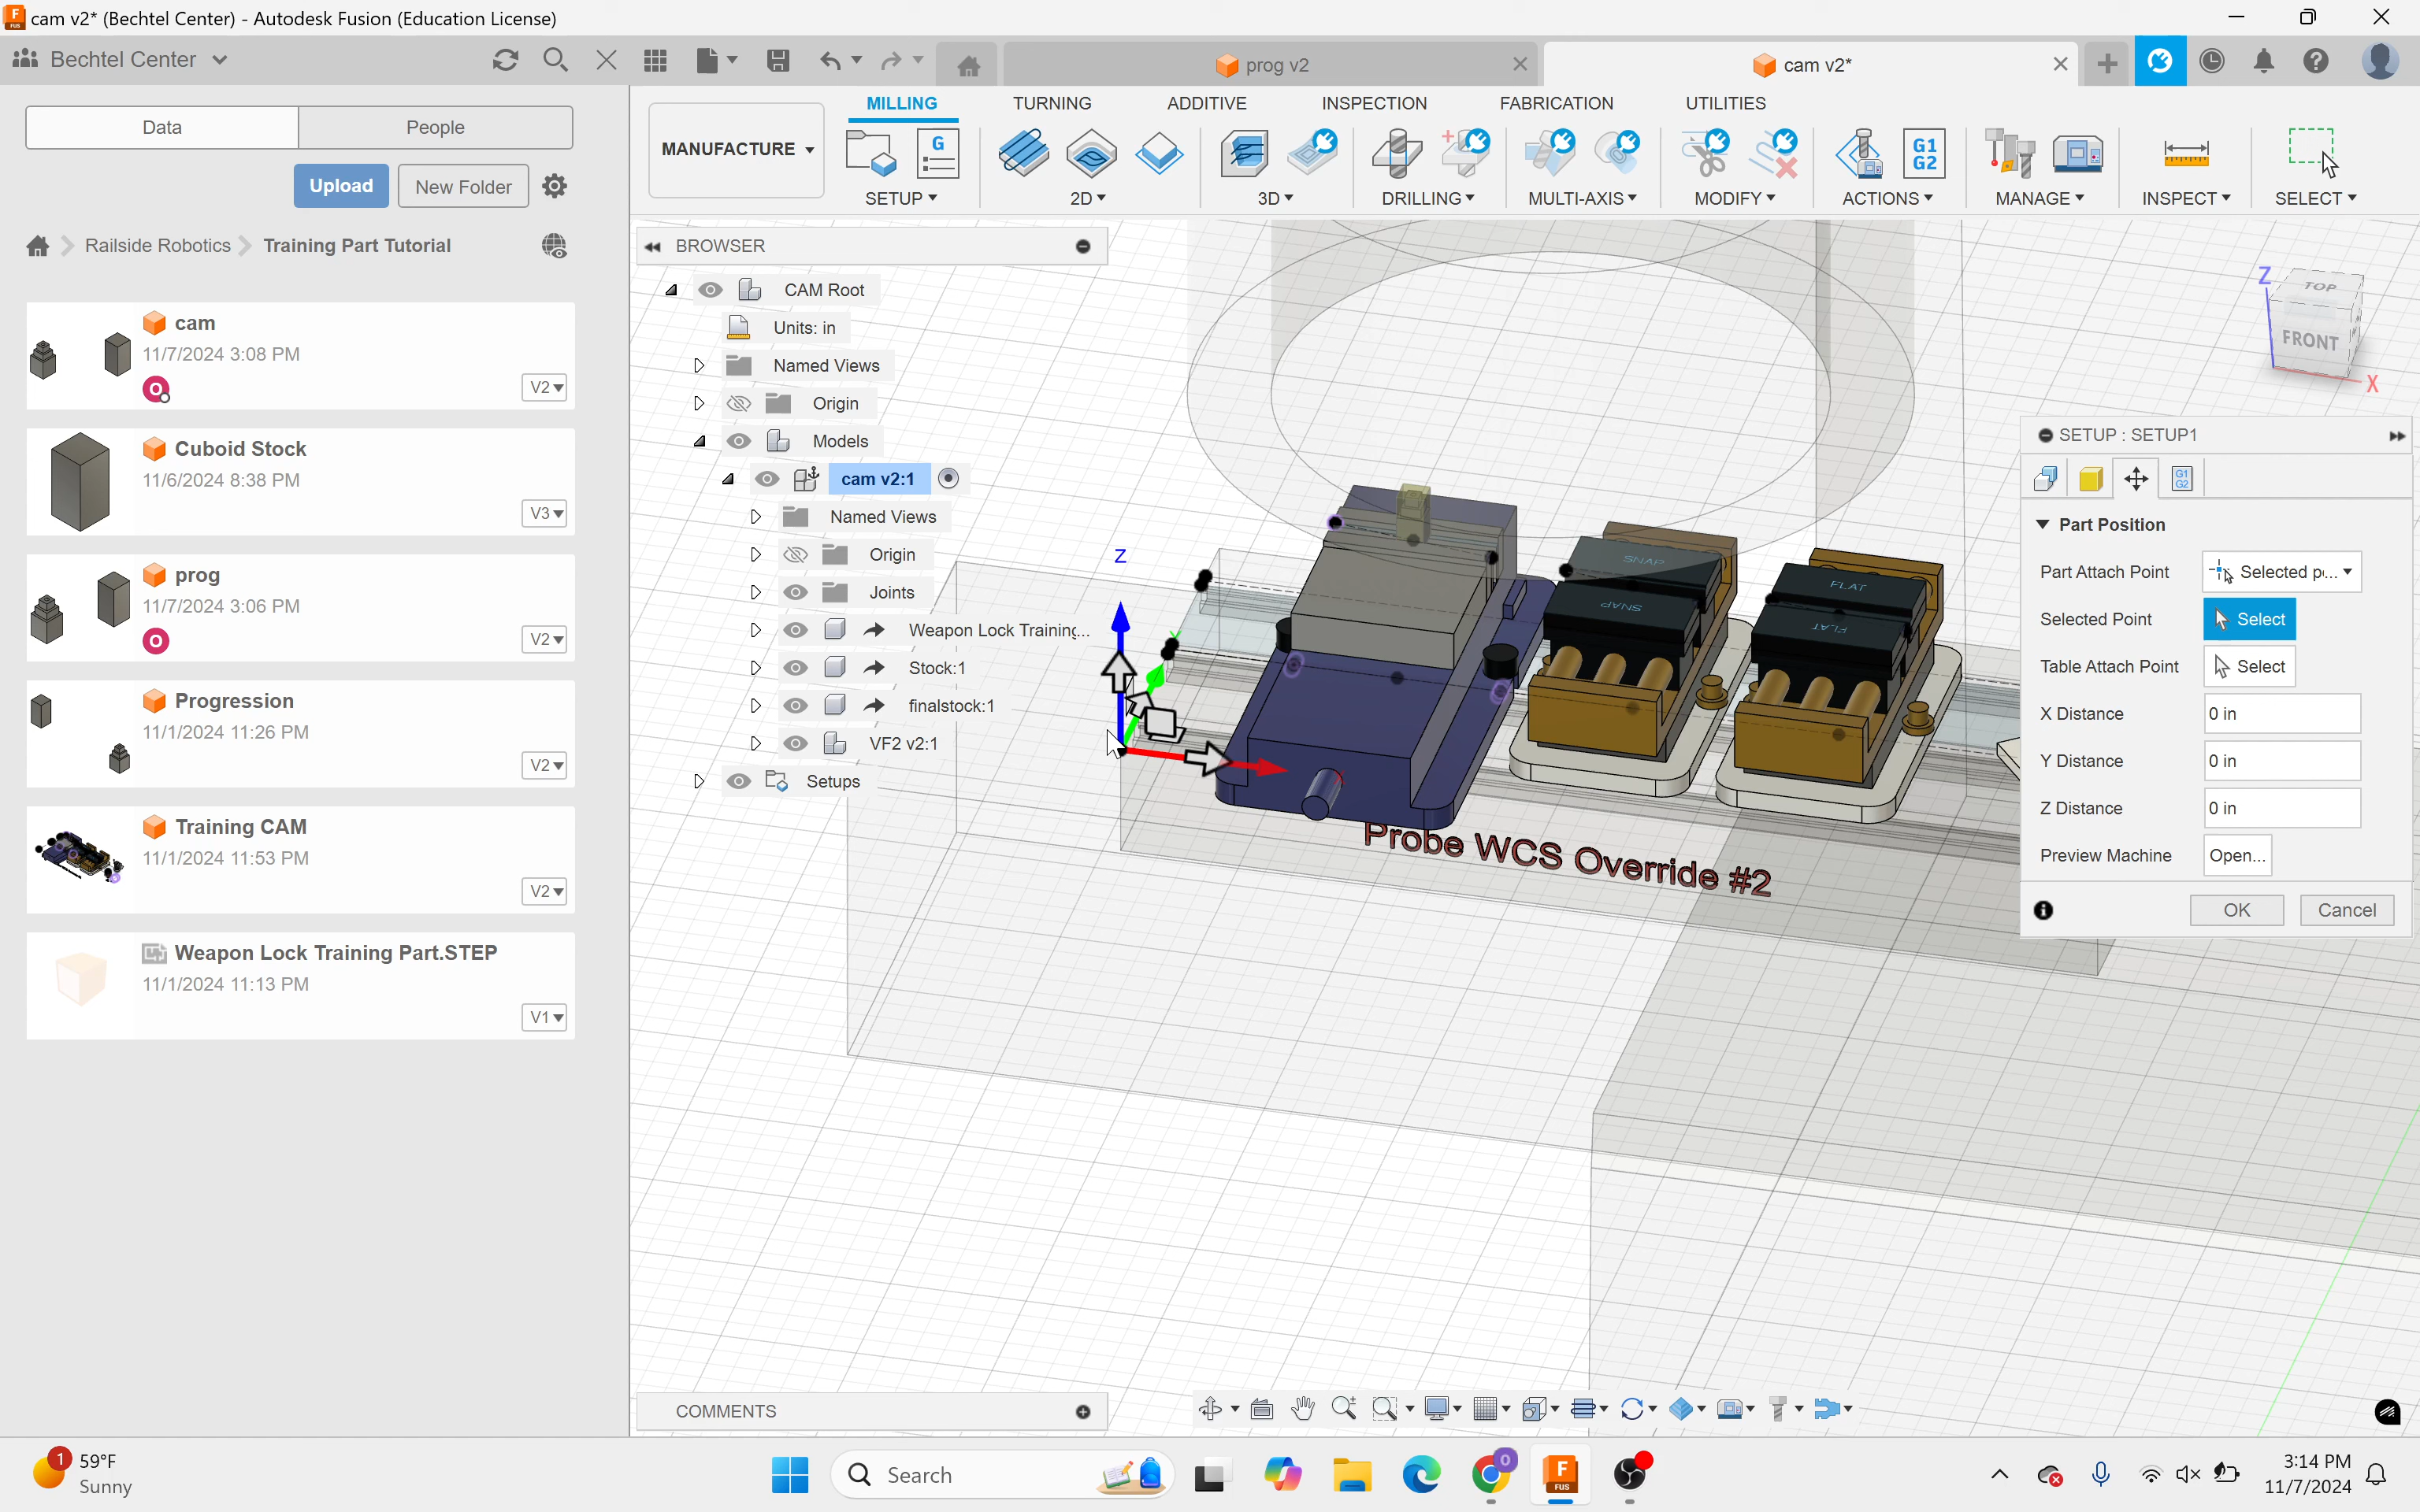 cam v2* (Bechtel Center) - Autodesk Fusion (Education License)
Bechtel Center
prog v2
cam v2*
Data
People
Upload
New Folder
Railside Robotics
Training Part Tutorial
cam
11/7/2024 3:08 PM
V2
Cuboid Stock
11/6/2024 8:38 PM
V3
prog
11/7/2024 3:06 PM
V2
Progression
11/1/2024 11:26 PM
V2
Training CAM
11/1/2024 11:53 PM
V2
Weapon Lock Training Part.STEP
11/1/2024 11:13 PM
V1
MANUFACTURE
MILLING
TURNING
ADDITIVE
INSPECTION
FABRICATION
UTILITIES
SETUP
2D
3D
DRILLING
MULTI-AXIS
MODIFY
ACTIONS
MANAGE
INSPECT
SELECT
BROWSER
CAM Root
Units: in
Named Views
Origin
Models
cam v2:1
Named Views
Origin
Joints
Weapon Lock Training...
Stock:1
finalstock:1
VF2 v2:1
Setups
Z
SNAP
SNAP
FLAT
FLAT
Probe WCS Override #2
Z
TOP
FRONT
X
SETUP : SETUP1
Part Position
Part Attach Point
Selected p...
Selected Point
Select
Table Attach Point
Select
X Distance
0 in
Y Distance
0 in
Z Distance
0 in
Preview Machine
Open...
OK
Cancel
COMMENTS
1
59°F
Sunny
Search
3:14 PM
11/7/2024